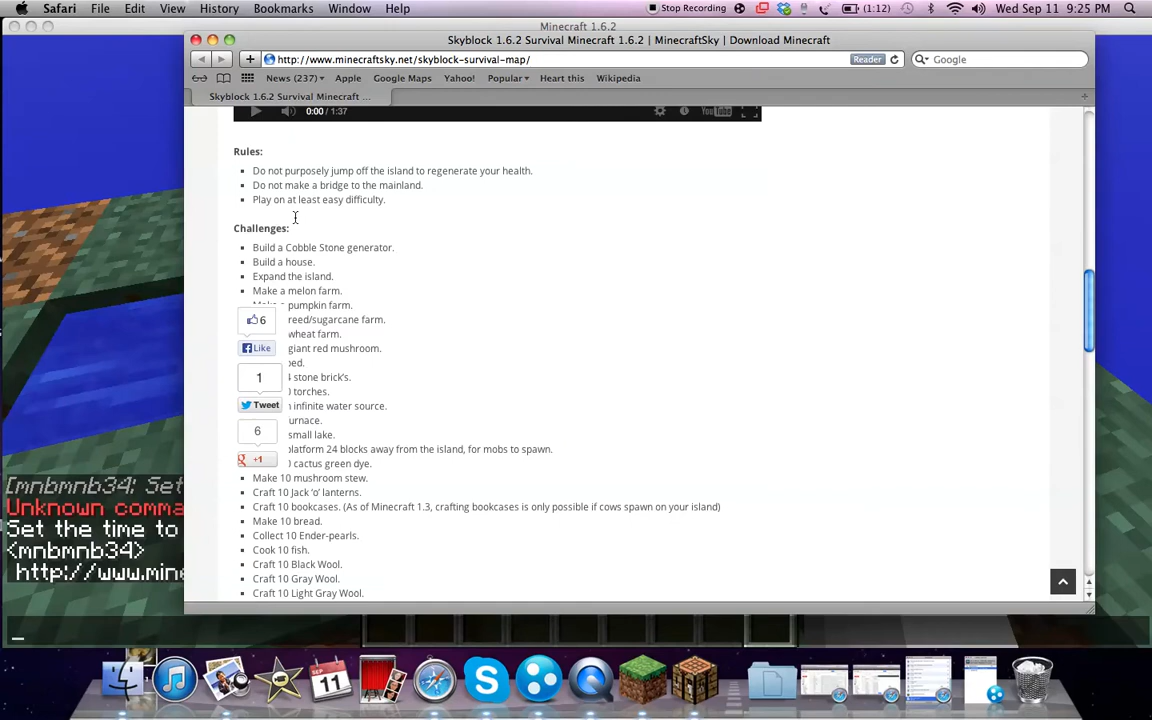 Safari File Edit View History Bookmarks Window Help Stop Recording (1:12) Wed Sep 11 9:25 PM
Minecraft 1.6.2
Skyblock 1.6.2 Survival Minecraft 1.6.2 | MinecraftSky | Download Minecraft
http://www.minecraftsky.net/skyblock-survival-map/ Reader Google
News (237) Apple Google Maps Yahoo! Popular Heart this Wikipedia
Skyblock 1.6.2 Survival Minecraft ...
0:00 / 1:37 YouTube
Rules:
Do not purposely jump off the island to regenerate your health.
Do not make a bridge to the mainland.
Play on at least easy difficulty.
Challenges:
Build a Cobble Stone generator.
Build a house.
Expand the island.
Make a melon farm.
pumpkin farm.
reed/sugarcane farm.
wheat farm.
giant red mushroom.
bed.
stone brick's.
torches.
infinite water source.
furnace.
small lake.
platform 24 blocks away from the island, for mobs to spawn.
cactus green dye.
Make 10 mushroom stew.
Craft 10 Jack 'o' lanterns.
Craft 10 bookcases. (As of Minecraft 1.3, crafting bookcases is only possible if cows spawn on your island)
Make 10 bread.
Collect 10 Ender-pearls.
Cook 10 fish.
Craft 10 Black Wool.
Craft 10 Gray Wool.
Craft 10 Light Gray Wool.
6
Like
1
Tweet
6
+1
[mnbmnb34: Set
Unknown comma
Set the time to
<mnbmnb34>
http://www.mine
SEP
11